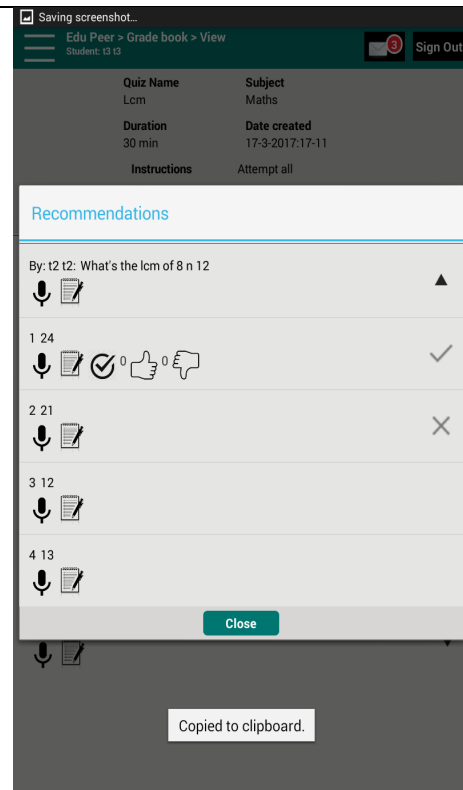 Saving screenshot...
Edu Peer > Grade book > View
Student: t3 t3
3
Sign Out
Quiz Name Subject
Lcm Maths
Duration Date created
30 min 17-3-2017:17-11
Instructions Attempt all
Recommendations
By: t2 t2: What's the lcm of 8 n 12
1 24
0 0
2 21
3 12
4 13
Close
Copied to clipboard.